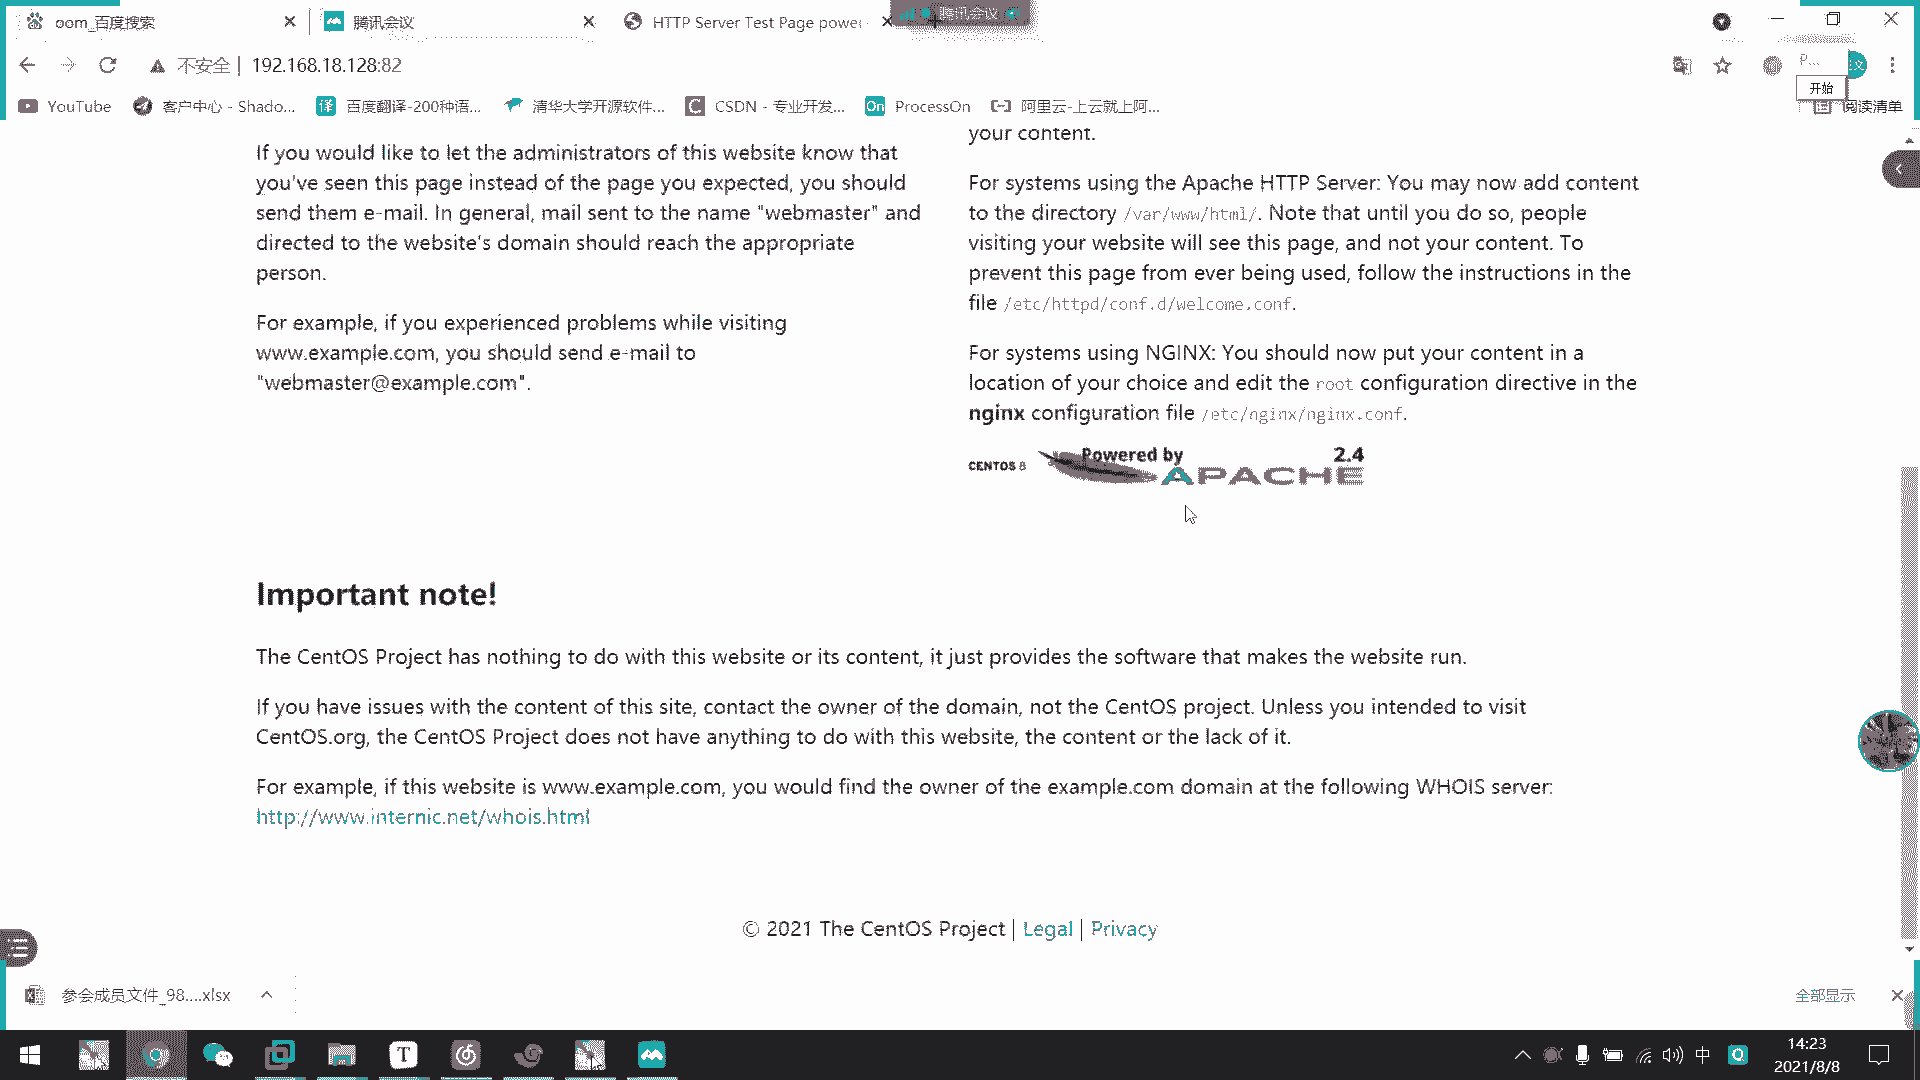 oom_百度搜索
腾讯会议
HTTP Server Test Page power
腾讯会议
不安全 | 192.168.18.128:82
P...
开始
YouTube
客户中心 - Shado...
百度翻译-200种语...
清华大学开源软件...
CSDN - 专业开发...
ProcessOn
阿里云-上云就上阿...
阅读清单
If you would like to let the administrators of this website know that
you've seen this page instead of the page you expected, you should
send them e-mail. In general, mail sent to the name "webmaster" and
directed to the website's domain should reach the appropriate
person.
For example, if you experienced problems while visiting
www.example.com, you should send e-mail to
"webmaster@example.com".
your content.
For systems using the Apache HTTP Server: You may now add content
to the directory /var/www/html/. Note that until you do so, people
visiting your website will see this page, and not your content. To
prevent this page from ever being used, follow the instructions in the
file /etc/httpd/conf.d/welcome.conf.
For systems using NGINX: You should now put your content in a
location of your choice and edit the root configuration directive in the
nginx configuration file /etc/nginx/nginx.conf.
CENTOS 8
Powered by 2.4
APACHE
Important note!
The CentOS Project has nothing to do with this website or its content, it just provides the software that makes the website run.
If you have issues with the content of this site, contact the owner of the domain, not the CentOS project. Unless you intended to visit
CentOS.org, the CentOS Project does not have anything to do with this website, the content or the lack of it.
For example, if this website is www.example.com, you would find the owner of the example.com domain at the following WHOIS server:
http://www.internic.net/whois.html
© 2021 The CentOS Project | Legal | Privacy
参会成员文件_98....xlsx
全部显示
中
14:23
2021/8/8